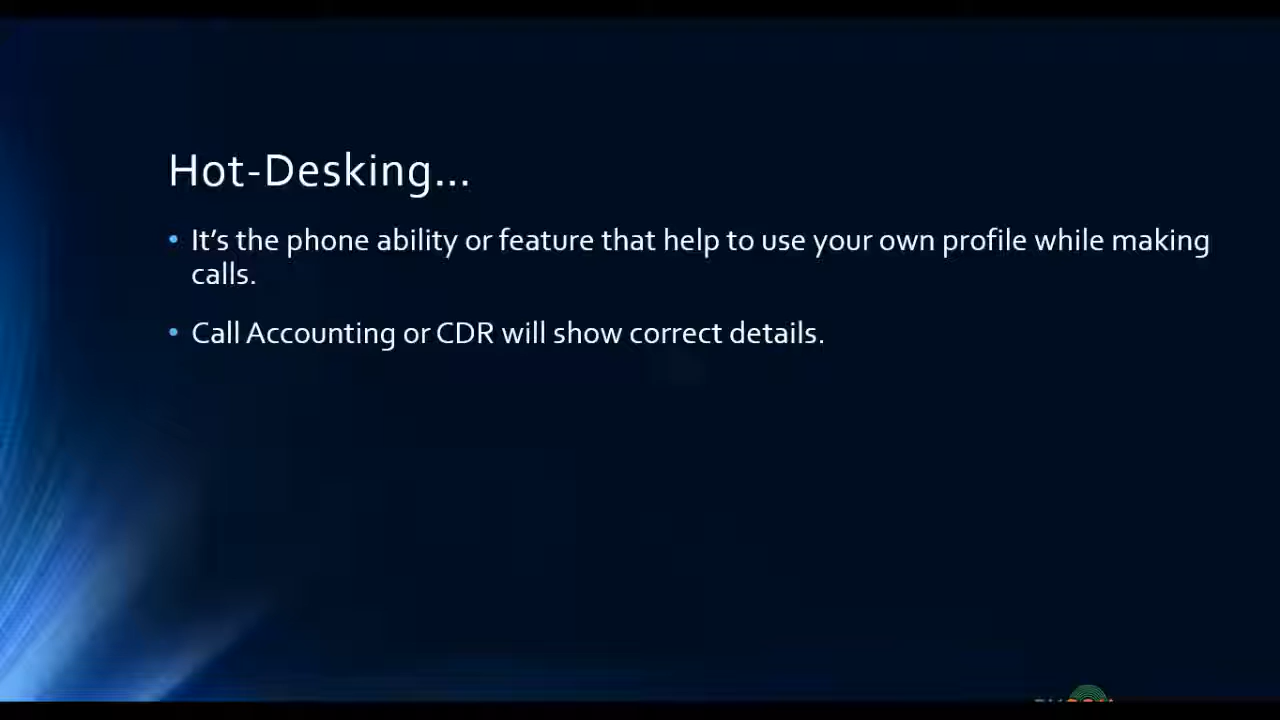 Hot-Desking...
• It's the phone ability or feature that help to use your own profile while making
calls.
• Call Accounting or CDR will show correct details.